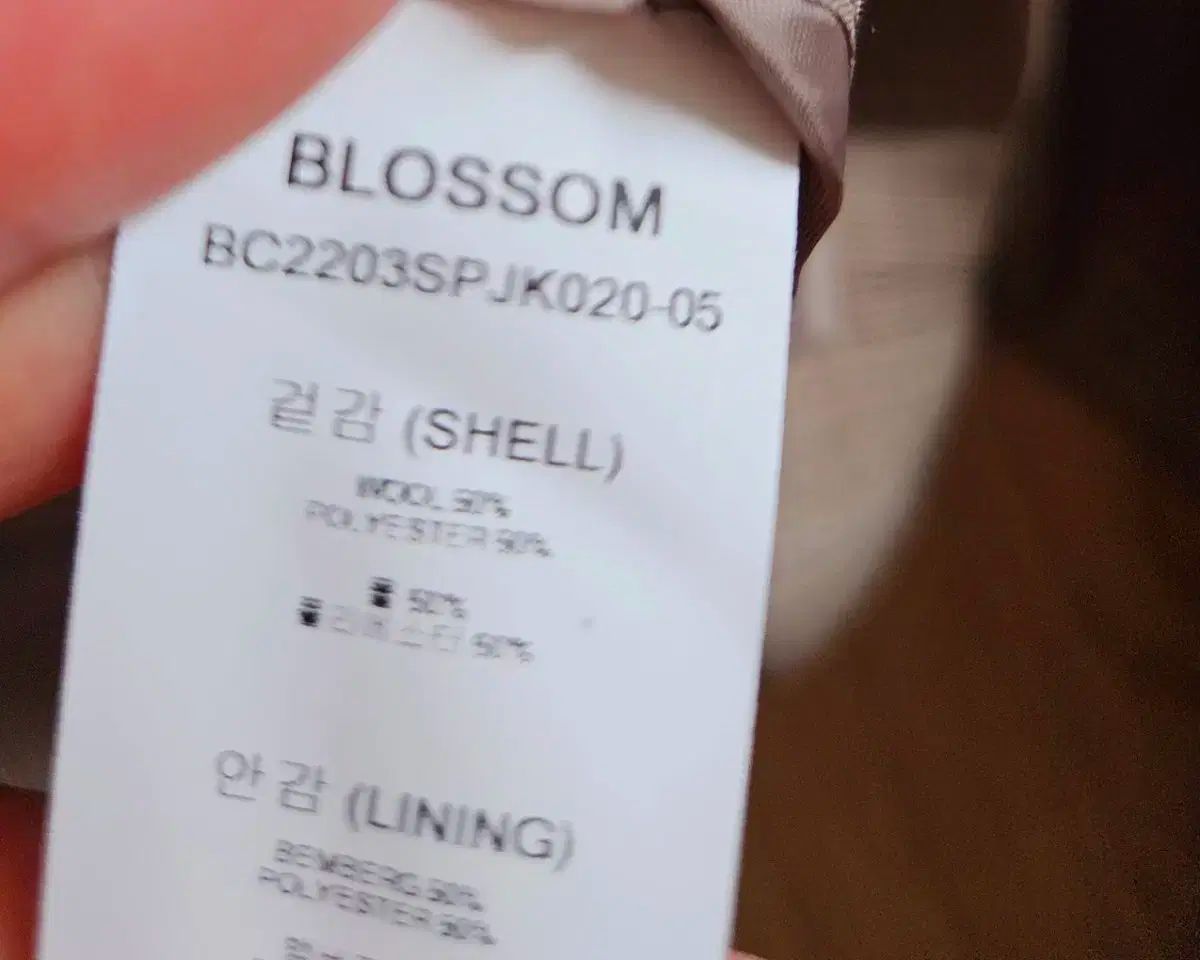 BLOSSOM
BC2203SPJK020-05
겉 감 (SHELL)
WOOL 50%
POLYESTER 50%
울 50%
폴리에스터 50%
안 감 (LINING)
BEMBERG 50%
POLYESTER 50%